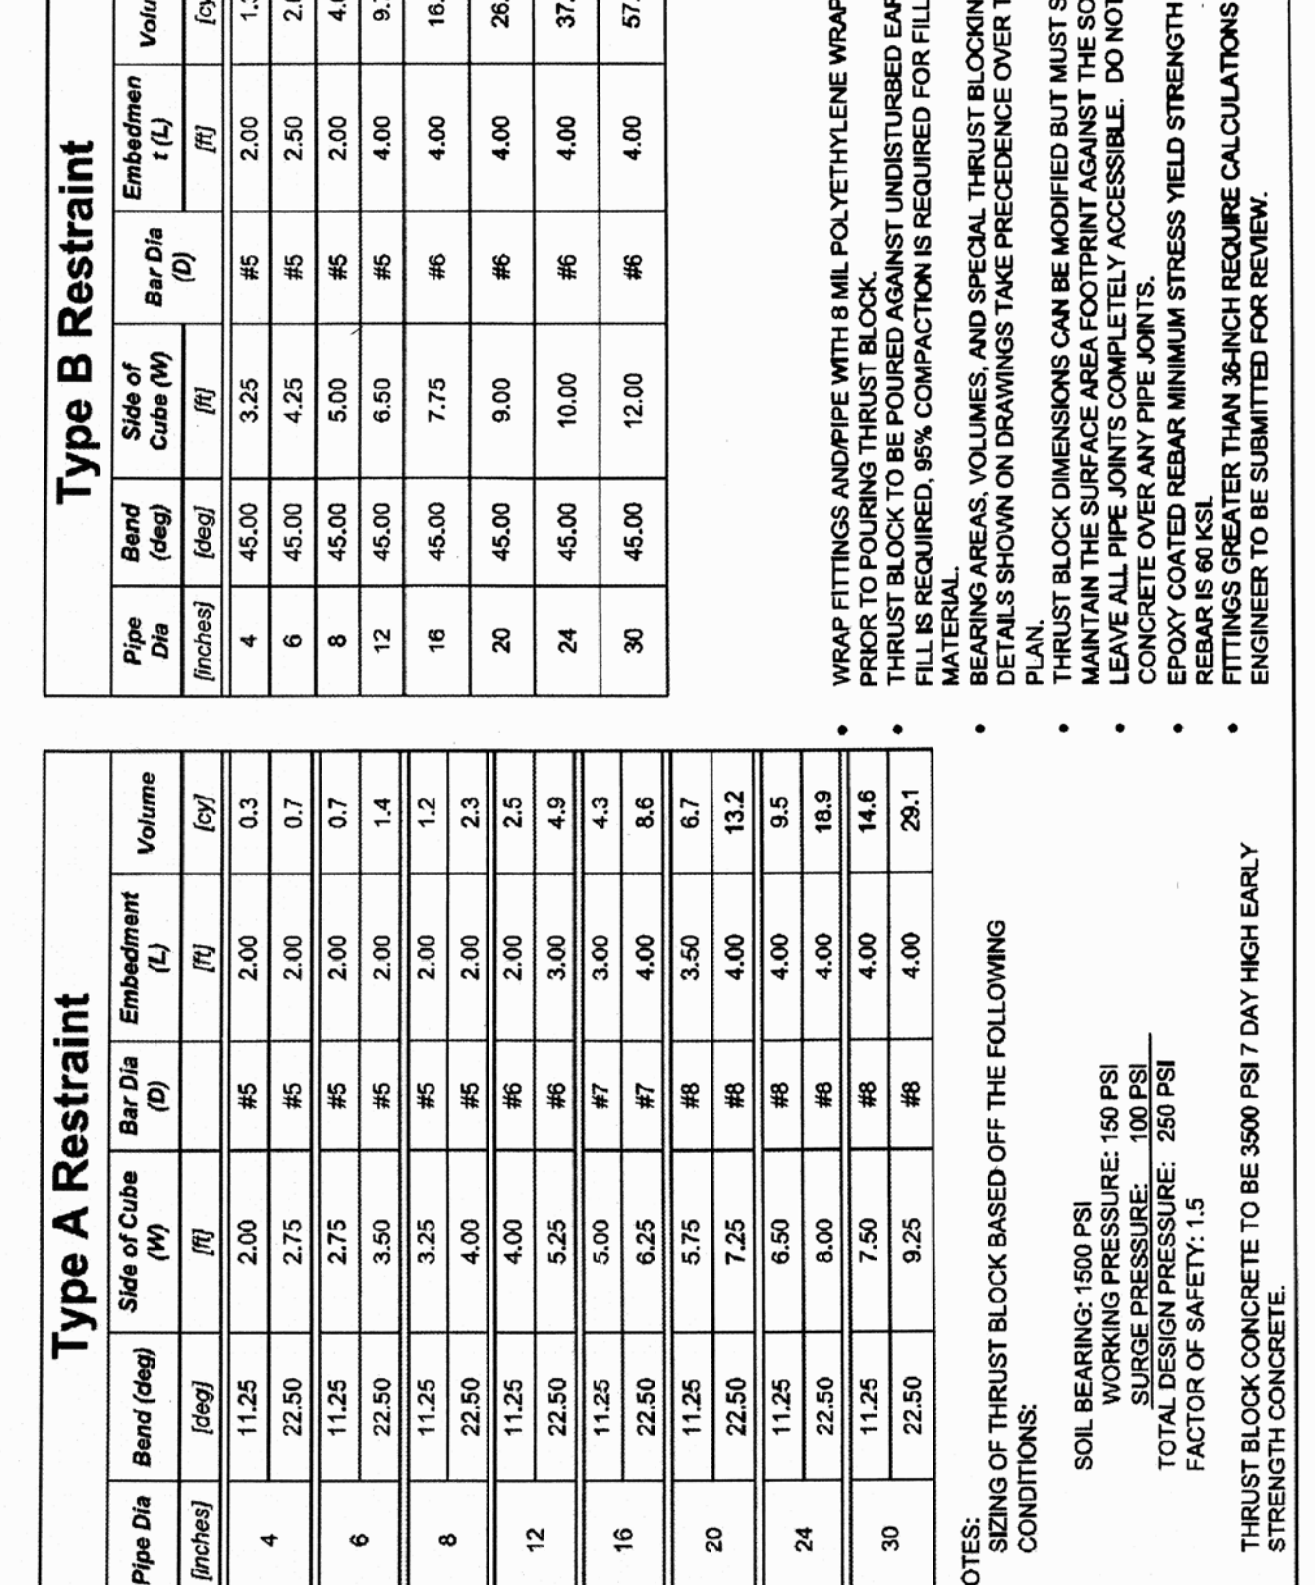 Type A Restraint
Pipe Dia Bend (deg) Side of Cube (W) Bar Dia (D) Embedment (L) Volume
[inches] [deg] [ft] [ft] [cy]
4 11.25 2.00 #5 2.00 0.3
22.50 2.75 #5 2.00 0.7
6 11.25 2.75 #5 2.00 0.7
22.50 3.50 #5 2.00 1.4
8 11.25 3.25 #5 2.00 1.2
22.50 4.00 #5 2.00 2.3
12 11.25 4.00 #6 2.00 2.5
22.50 5.25 #6 3.00 4.9
16 11.25 5.00 #7 3.00 4.3
22.50 6.25 #7 4.00 8.6
20 11.25 5.75 #8 3.50 6.7
22.50 7.25 #8 4.00 13.2
24 11.25 6.50 #8 4.00 9.5
22.50 8.00 #8 4.00 18.9
30 11.25 7.50 #8 4.00 14.6
22.50 9.25 #8 4.00 29.1
Type B Restraint
Pipe Dia Bend (deg) Side of Cube (W) Bar Dia (D) Embedmen t (L) Volu
[inches] [deg] [ft] [ft] [cy
4 45.00 3.25 #5 2.00 1.
6 45.00 4.25 #5 2.50 2.
8 45.00 5.00 #5 2.00 4.
12 45.00 6.50 #5 4.00 9.
16 45.00 7.75 #6 4.00 16.
20 45.00 9.00 #6 4.00 26.
24 45.00 10.00 #6 4.00 37.
30 45.00 12.00 #6 4.00 57.
OTES:
SIZING OF THRUST BLOCK BASED OFF THE FOLLOWING
CONDITIONS:
SOIL BEARING: 1500 PSI
WORKING PRESSURE: 150 PSI
SURGE PRESSURE: 100 PSI
TOTAL DESIGN PRESSURE: 250 PSI
FACTOR OF SAFETY: 1.5
THRUST BLOCK CONCRETE TO BE 3500 PSI 7 DAY HIGH EARLY
STRENGTH CONCRETE.
• WRAP FITTINGS AND/PIPE WITH 8 MIL POLYETHYLENE WRAP
PRIOR TO POURING THRUST BLOCK.
• THRUST BLOCK TO BE POURED AGAINST UNDISTURBED EAR
FILL IS REQUIRED, 95% COMPACTION IS REQUIRED FOR FILL
MATERIAL.
• BEARING AREAS, VOLUMES, AND SPECIAL THRUST BLOCKIN
DETAILS SHOWN ON DRAWINGS TAKE PRECEDENCE OVER T
PLAN.
• THRUST BLOCK DIMENSIONS CAN BE MODIFIED BUT MUST S
MAINTAIN THE SURFACE AREA FOOTPRINT AGAINST THE SO
• LEAVE ALL PIPE JOINTS COMPLETELY ACCESSIBLE. DO NOT
CONCRETE OVER ANY PIPE JOINTS.
• EPOXY COATED REBAR MINIMUM STRESS YIELD STRENGTH
REBAR IS 60 KSI.
• FITTINGS GREATER THAN 36-INCH REQUIRE CALCULATIONS
ENGINEER TO BE SUBMITTED FOR REVIEW.